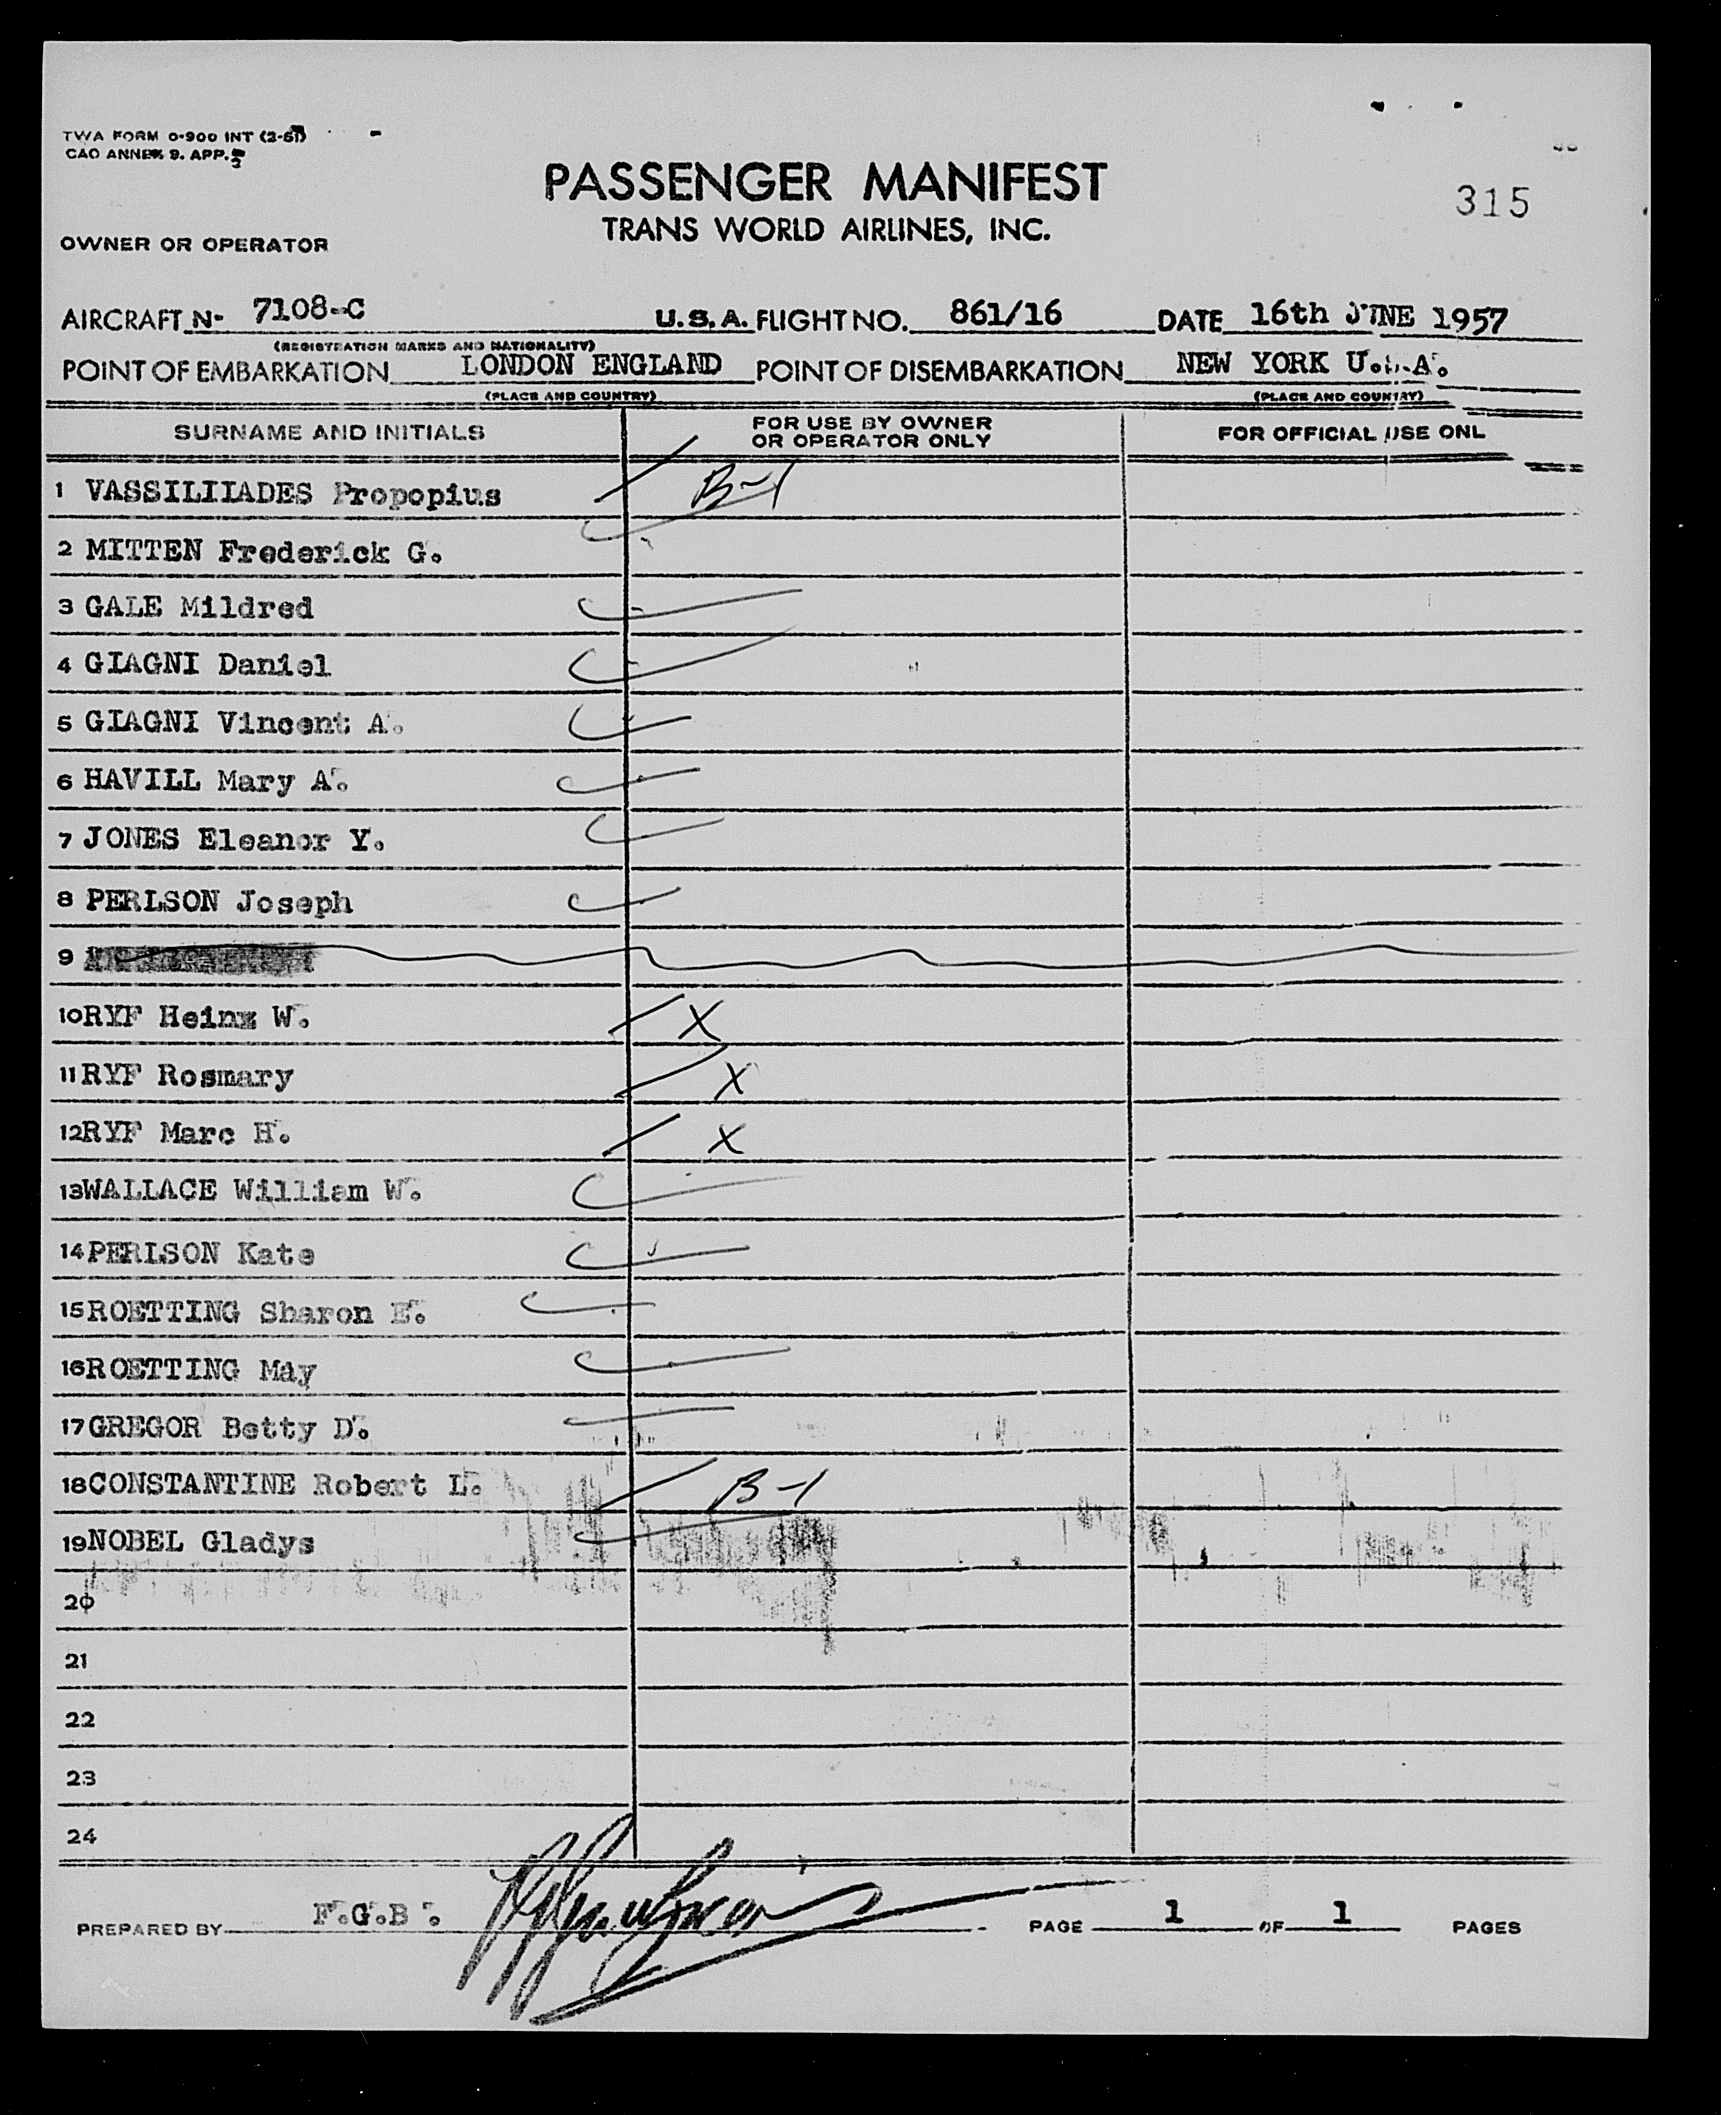 TWA FORM O-900 INT (2-51)
CAO ANNEX 9. APP. 3
PASSENGER MANIFEST
315
TRANS WORLD AIRLINES, INC.
OWNER OR OPERATOR
AIRCRAFT N- 7108-C U.S.A. FLIGHT NO. 861/16 DATE 16th JUNE 1957
(REGISTRATION MARKS AND NATIONALITY)
POINT OF EMBARKATION LONDON ENGLAND POINT OF DISEMBARKATION NEW YORK U.S.A.
(PLACE AND COUNTRY) (PLACE AND COUNTRY)
SURNAME AND INITIALS FOR USE BY OWNER OR OPERATOR ONLY FOR OFFICIAL USE ONL
1 VASSILIIADES Propopius B-1
2 MITTEN Frederick G.
3 GALE Mildred
4 GIAGNI Daniel
5 GIAGNI Vincent A.
6 HAVILL Mary A.
7 JONES Eleanor Y.
8 PERLSON Joseph
9
10 RYF Heinz W. X
11 RYF Rosmary X
12 RYF Marc H. X
13 WALLACE William W.
14 PERLSON Kate
15 ROETTING Sharon E.
16 ROETTING May
17 GREGOR Betty D.
18 CONSTANTINE Robert L. B-1
19 NOBEL Gladys
20
21
22
23
24
PREPARED BY F.G.B. PAGE 1 OF 1 PAGES